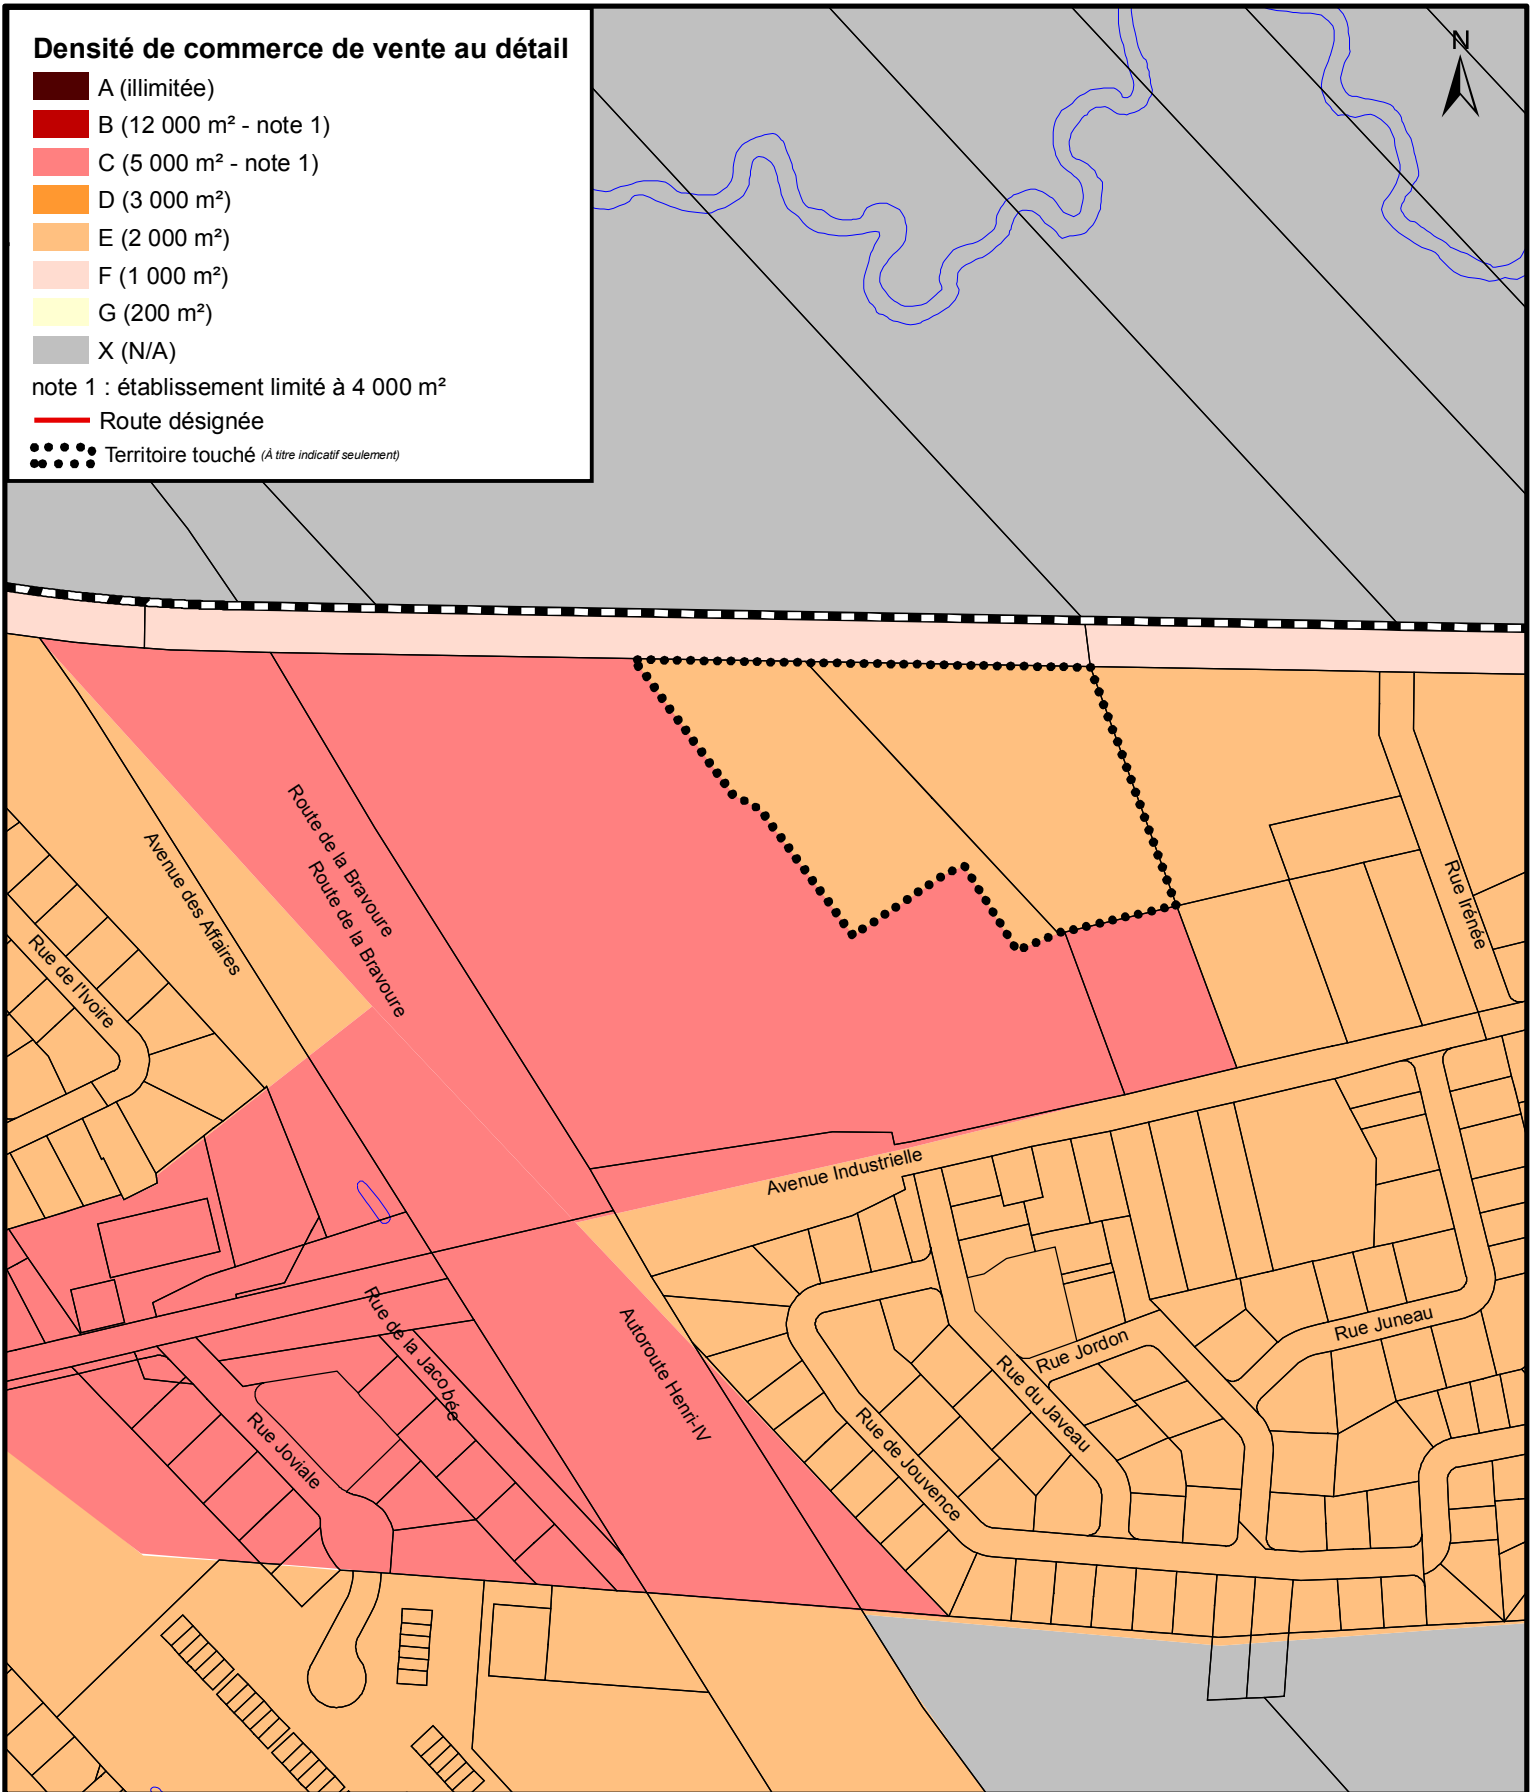 Densité de commerce de vente au détail
A (illimitée)
B (12 000 m² - note 1)
C (5 000 m² - note 1)
D (3 000 m²)
E (2 000 m²)
F (1 000 m²)
G (200 m²)
X (N/A)
note 1 : établissement limité à 4 000 m²
Route désignée
Territoire touché (À titre indicatif seulement)
N
Route de la Bravoure
Route de la Bravoure
Avenue des Affaires
Rue de l'Ivoire
Rue Irénée
Avenue Industrielle
Rue de la Jacobée
Autoroute Henri-IV
Rue Joviale
Rue Juneau
Rue Jordon
Rue du Javeau
Rue de Jouvence